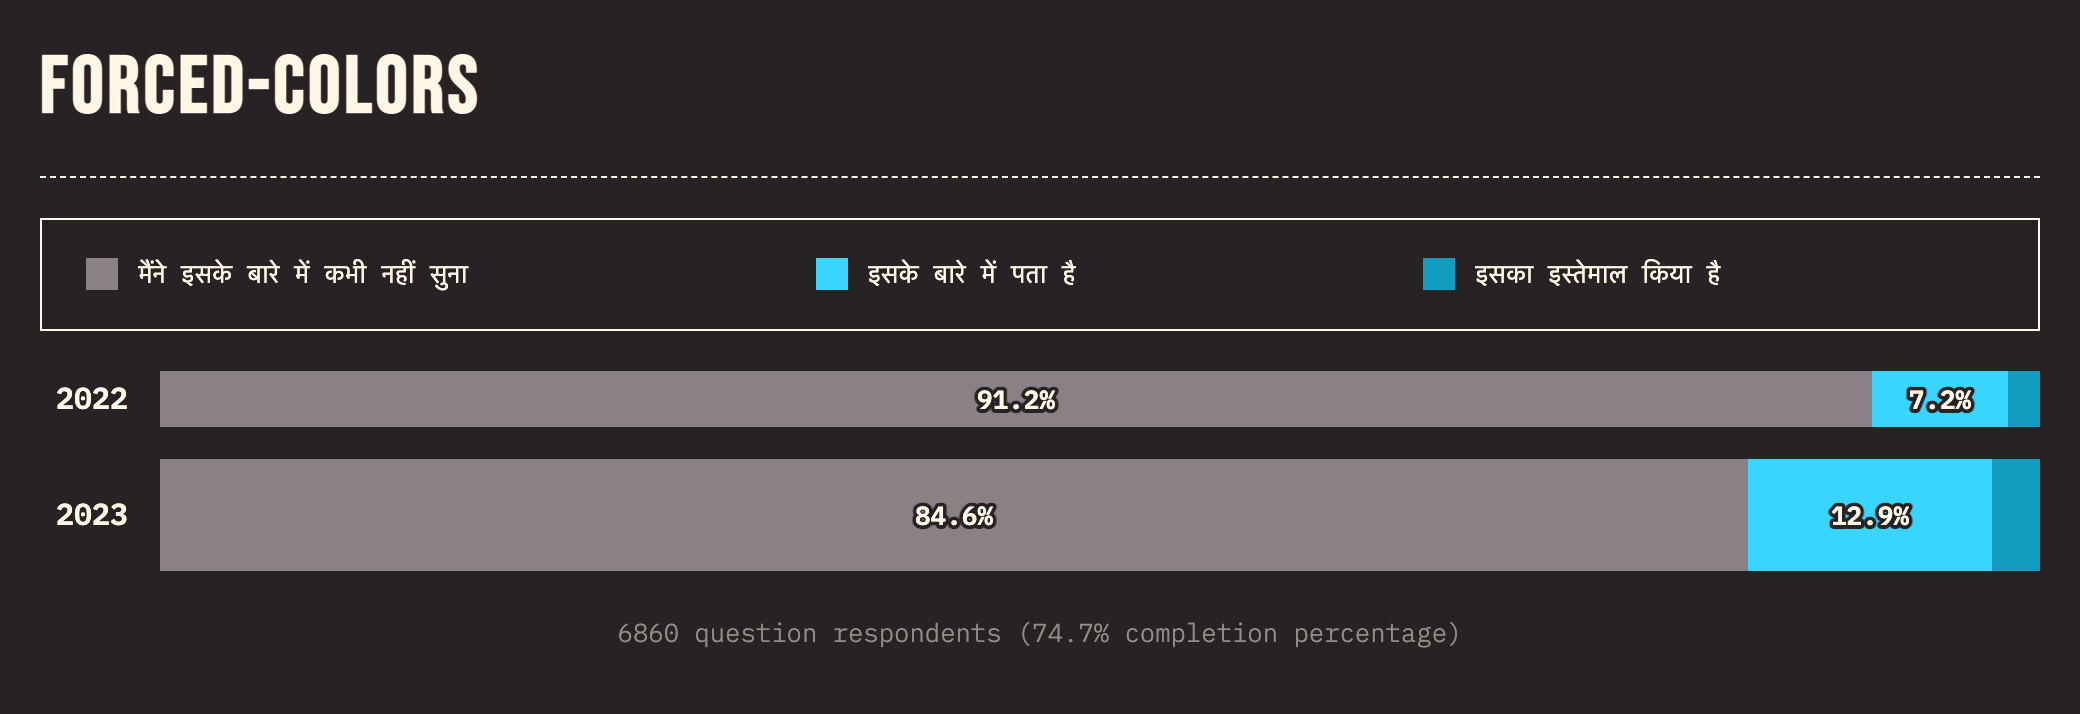 FORCED-COLORS
मैंने इसके बारे में कभी नहीं सुना
इसके बारे में पता है
इसका इस्तेमाल किया है
2022 91.2% 7.2%
2023 84.6% 12.9%
6860 question respondents (74.7% completion percentage)